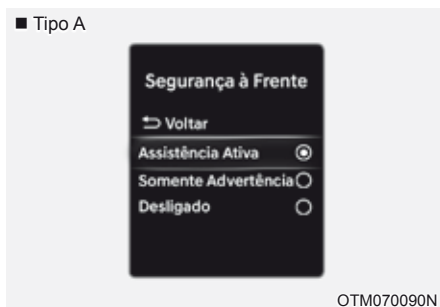 ■ Tipo A
Segurança à Frente
Voltar
Assistência Ativa
Somente Advertência
Desligado
OTM070090N